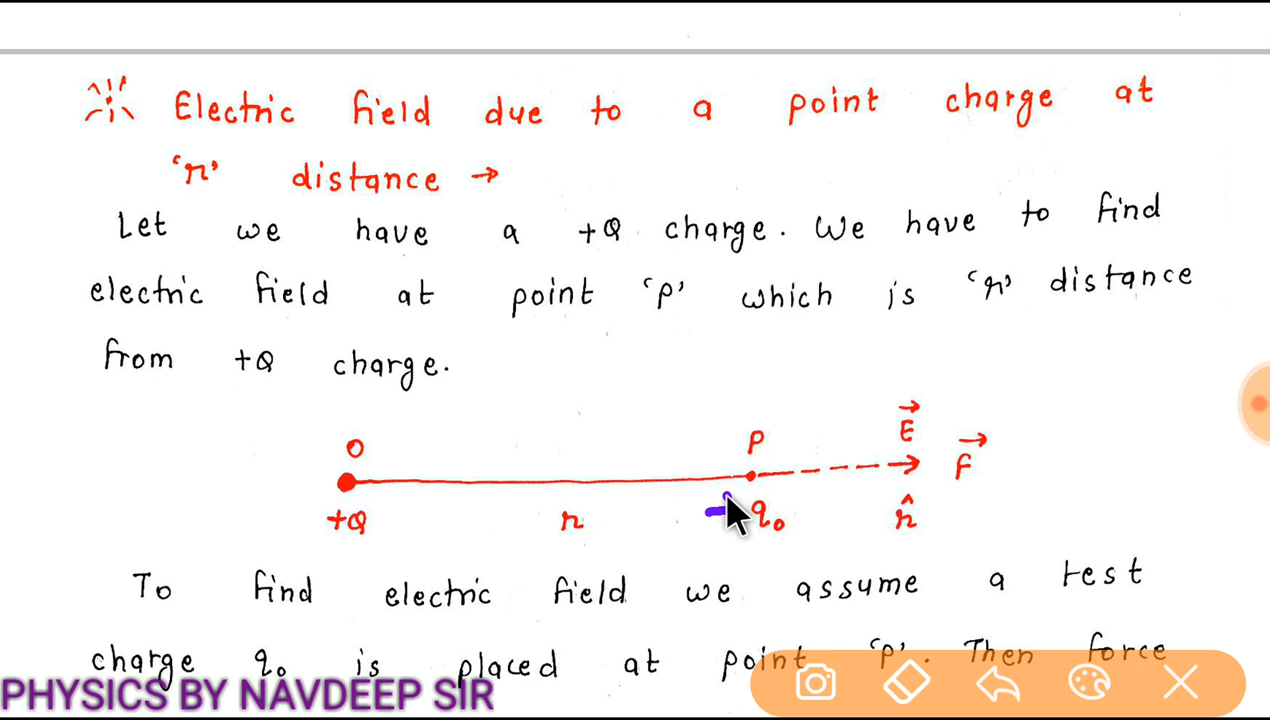 Electric field due to a point charge at
'r' distance →
Let we have a +Q charge. We have to find
electric field at point 'P' which is 'r' distance
from +Q charge.
O P E⃗ F⃗
+Q r q₀ r̂
To find electric field we assume a test
charge q₀ is placed at point 'P'. Then force
PHYSICS BY NAVDEEP SIR